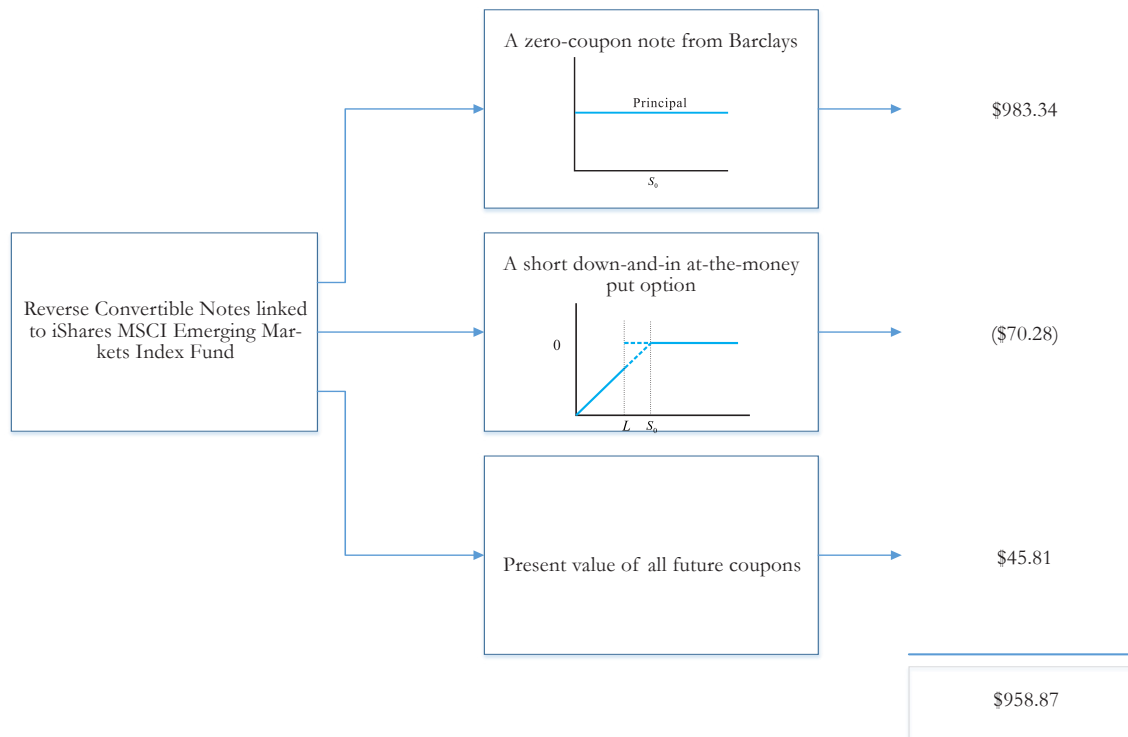 A zero-coupon note from Barclays
Principal
S₀
$983.34
Reverse Convertible Notes linked
to iShares MSCI Emerging Mar-
kets Index Fund
A short down-and-in at-the-money
put option
0
L S₀
($70.28)
Present value of all future coupons
$45.81
$958.87